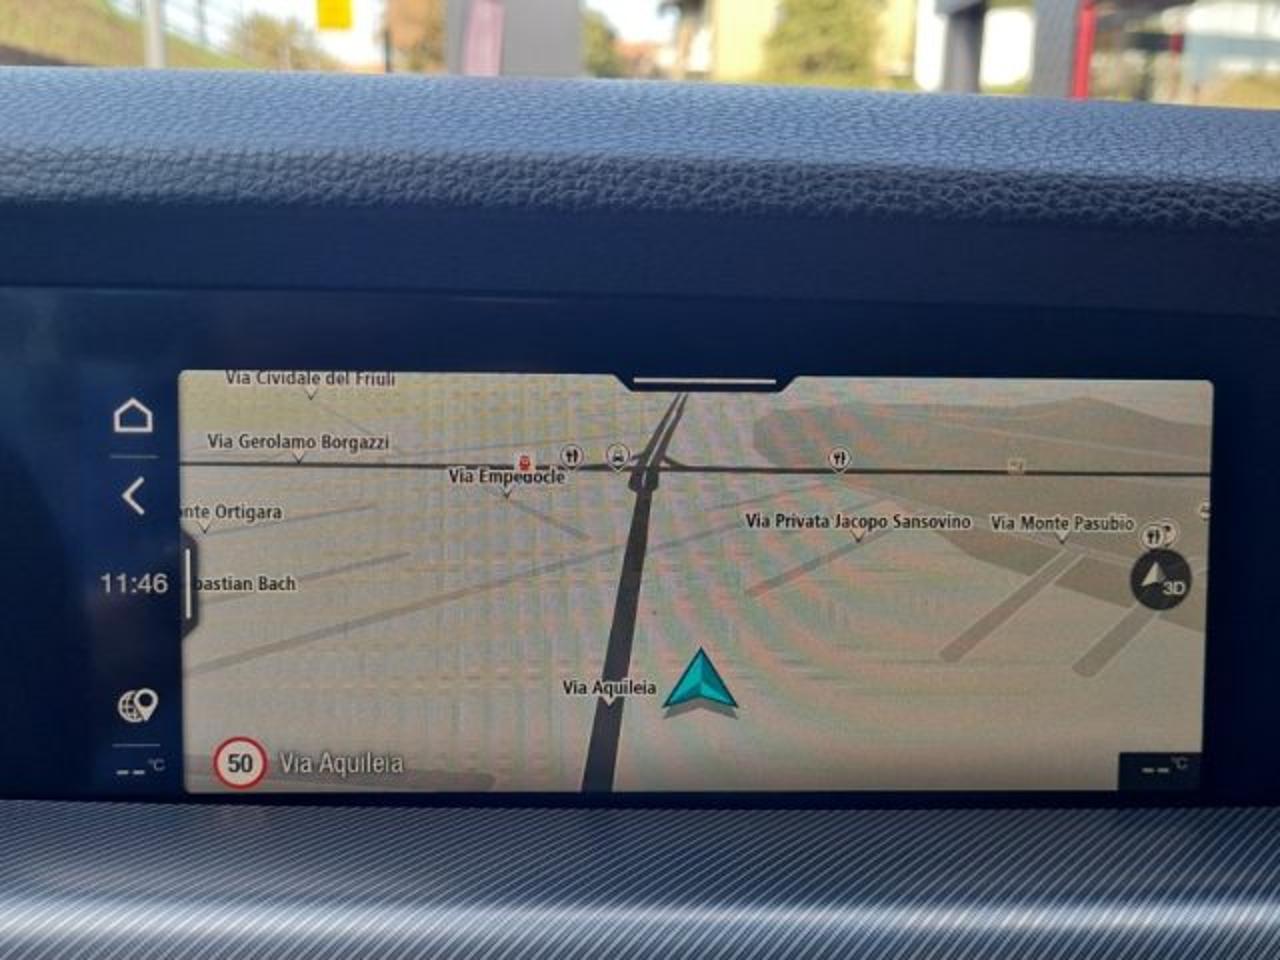 Via Cividale del Friuli
Via Gerolamo Borgazzi
Via Empedocle
nte Ortigara
Via Privata Jacopo Sansovino
Via Monte Pasubio
11:46
bastian Bach
3D
Via Aquileia
50 Via Aquileia
--°C
--°C